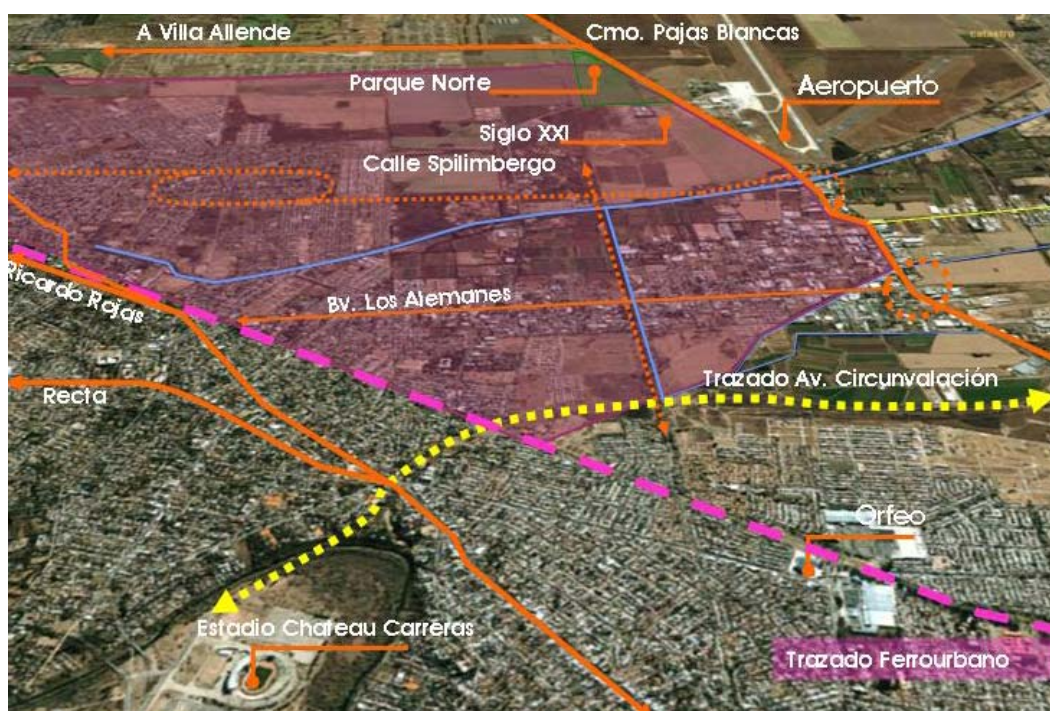 A Villa Allende
Cmo. Pajas Blancas
catastro
Parque Norte
Aeropuerto
Siglo XXI
Calle Spilimbergo
Ricardo Rojas
Bv. Los Alemanes
Trazado Av. Circunvalación
Recta
Orfeo
Estadio Chateau Carreras
Trazado Ferrourbano